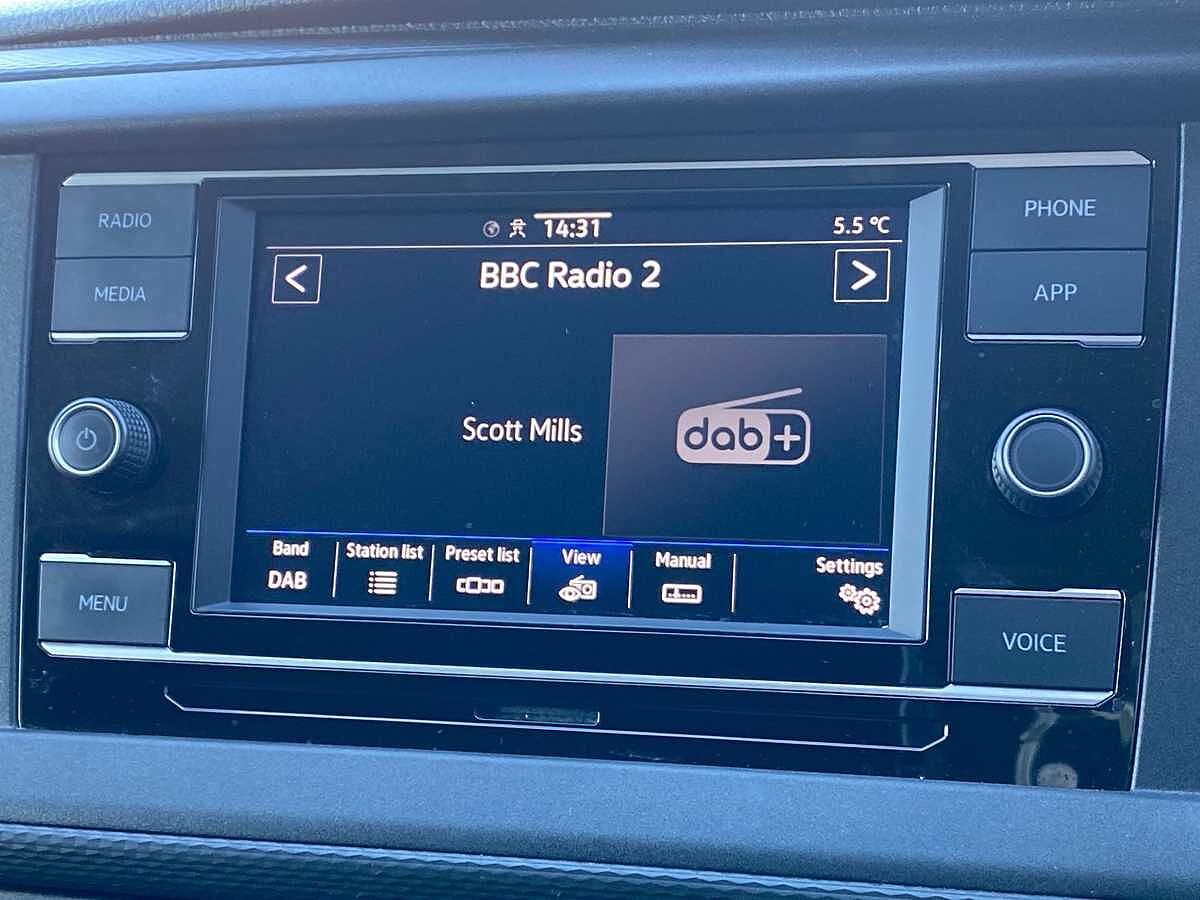 RADIO
MEDIA
MENU
14:31
5.5 °C
<
BBC Radio 2
>
Scott Mills
dab+
Band
DAB
Station list
Preset list
View
Manual
Settings
PHONE
APP
VOICE